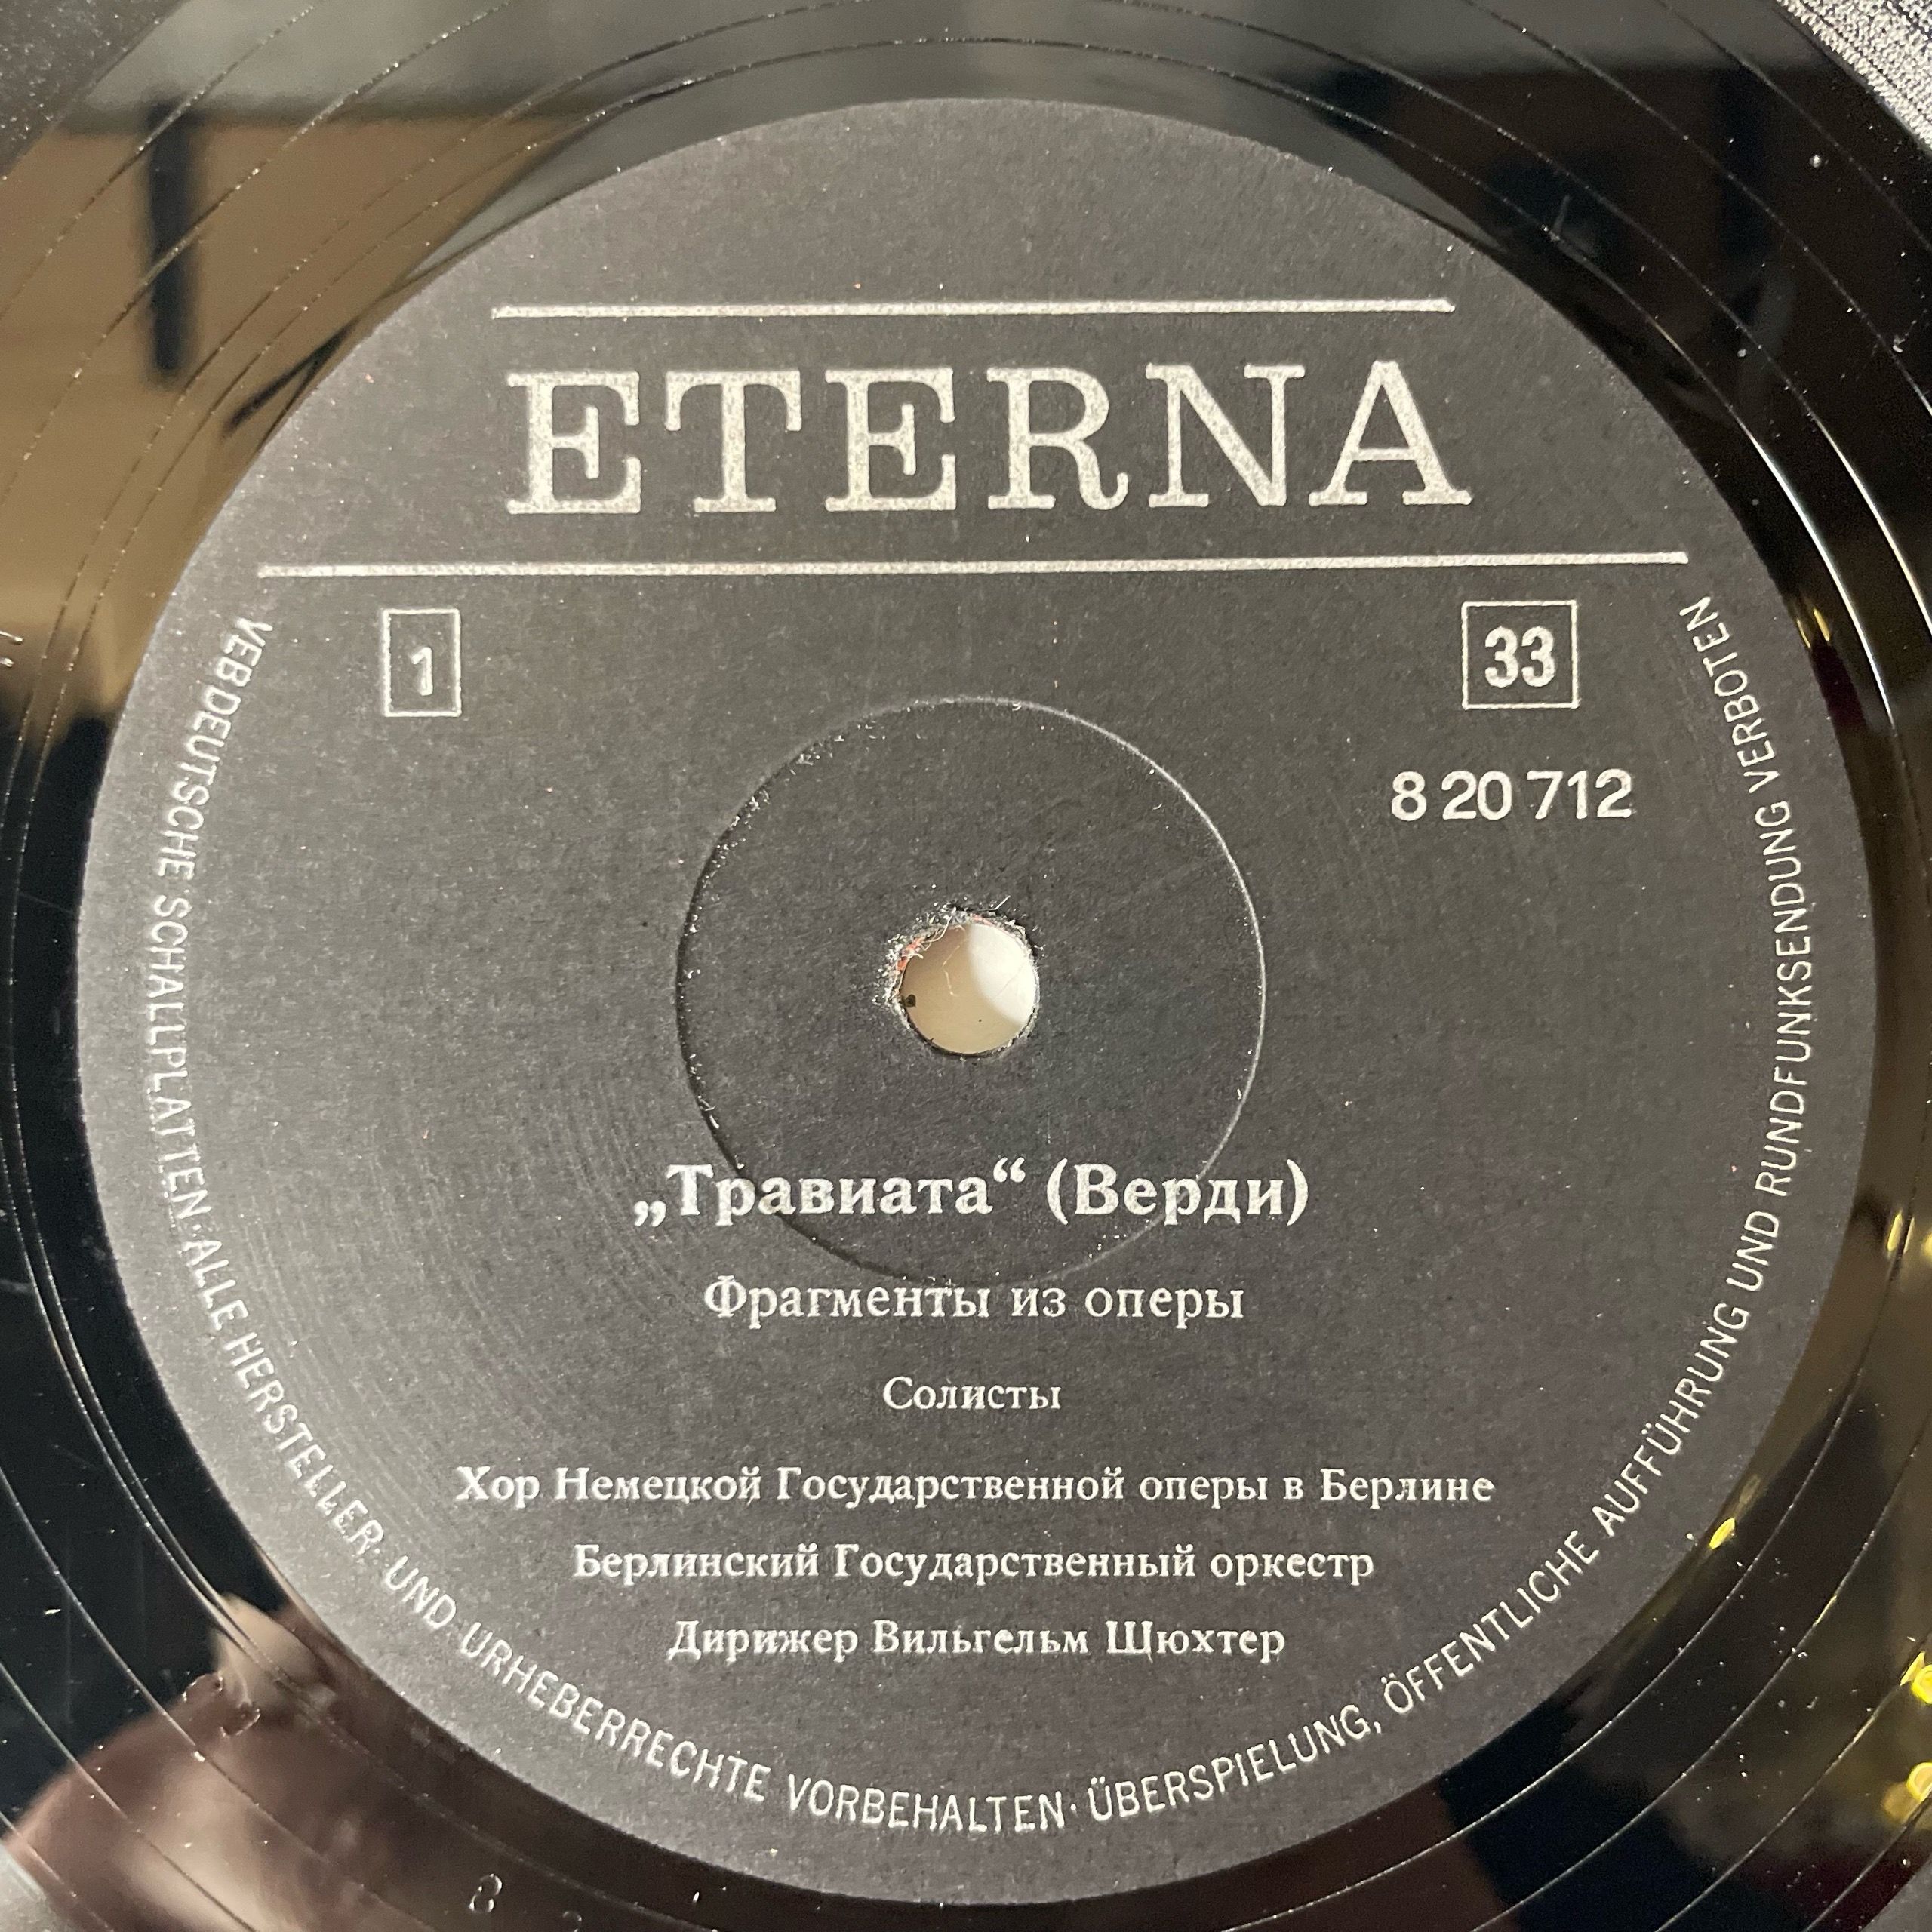 ETERNA
1
33
8 20 712
„Травиата“ (Верди)
Фрагменты из оперы
Солисты
Хор Немецкой Государственной оперы в Берлине
Берлинский Государственный оркестр
Дирижер Вильгельм Шюхтер
VEB DEUTSCHE SCHALLPLATTEN · ALLE HERSTELLER- UND URHEBERRECHTE VORBEHALTEN · ÜBERSPIELUNG, ÖFFENTLICHE AUFFÜHRUNG UND RUNDFUNKSENDUNG VERBOTEN